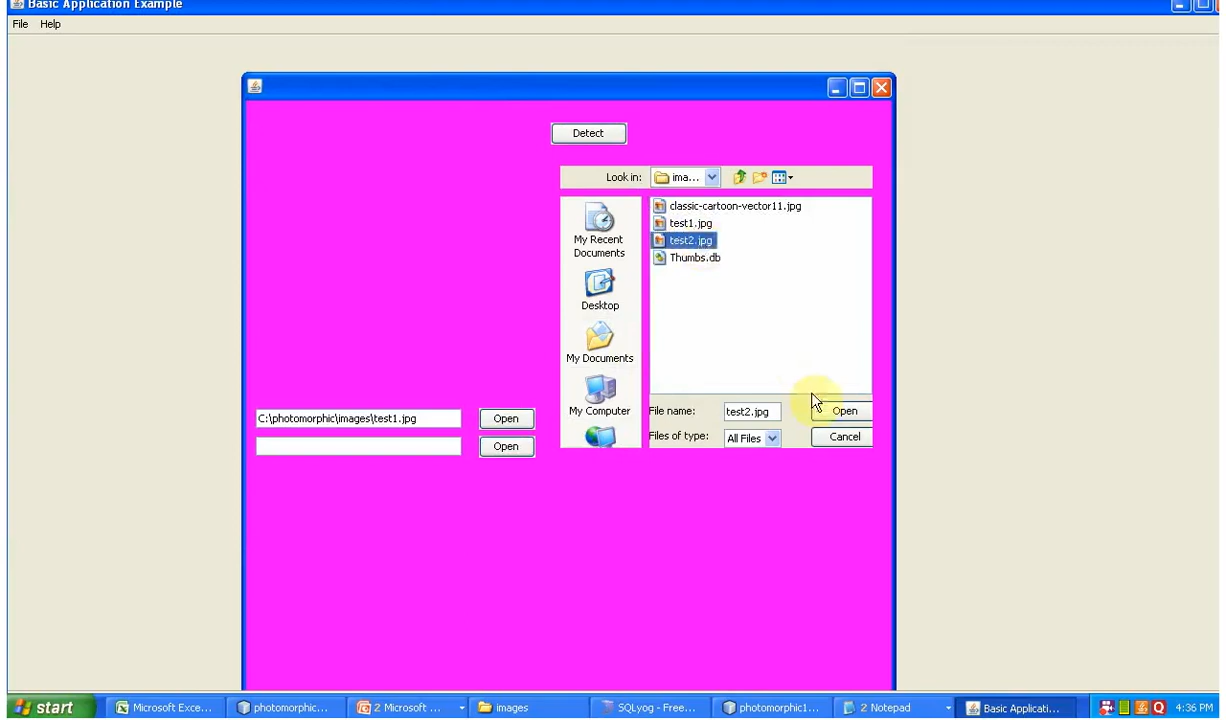 Basic Application Example
File Help
Detect
Look in: ima...
classic-cartoon-vector11.jpg
test1.jpg
test2.jpg
Thumbs.db
My Recent
Documents
Desktop
My Documents
My Computer
File name: test2.jpg Open
Files of type: All Files Cancel
C:\photomorphic\images\test1.jpg Open
Open
start Microsoft Exce... photomorphic... 2 Microsoft ... images SQLyog - Free... photomorphic1... 2 Notepad Basic Applicati... Q 4:36 PM